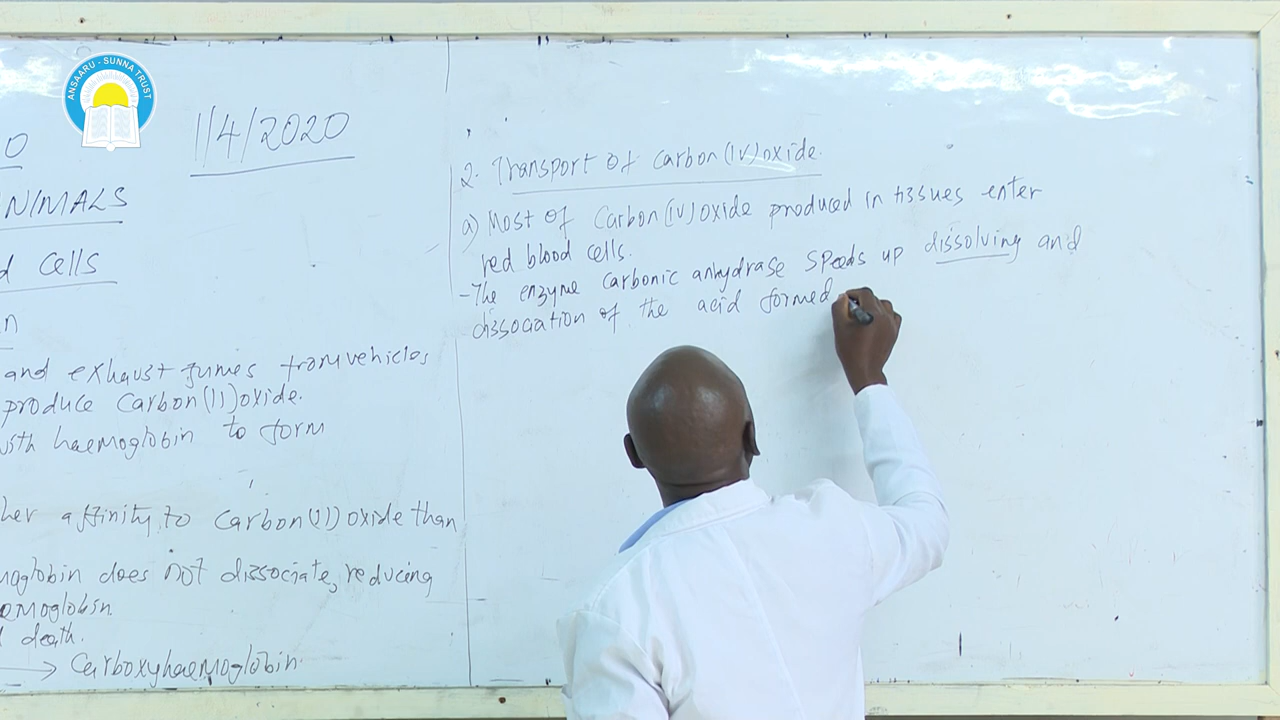 ANSAARU - SUNNA TRUST
0
1/4/2020
NIMALS
d cells
n
and exhaust fumes from vehicles
produce Carbon(II)oxide.
with haemoglobin to form
her affinity to Carbon(II)oxide than
moglobin does not dissociate, reducing
emoglobin.
d death.
→ Carboxyhaemoglobin.
2. Transport of Carbon(IV)oxide.
a) Most of Carbon(IV)oxide produced in tissues enter
red blood cells.
-The enzyme carbonic anhydrase speeds up dissolving and
dissociation of the acid formed